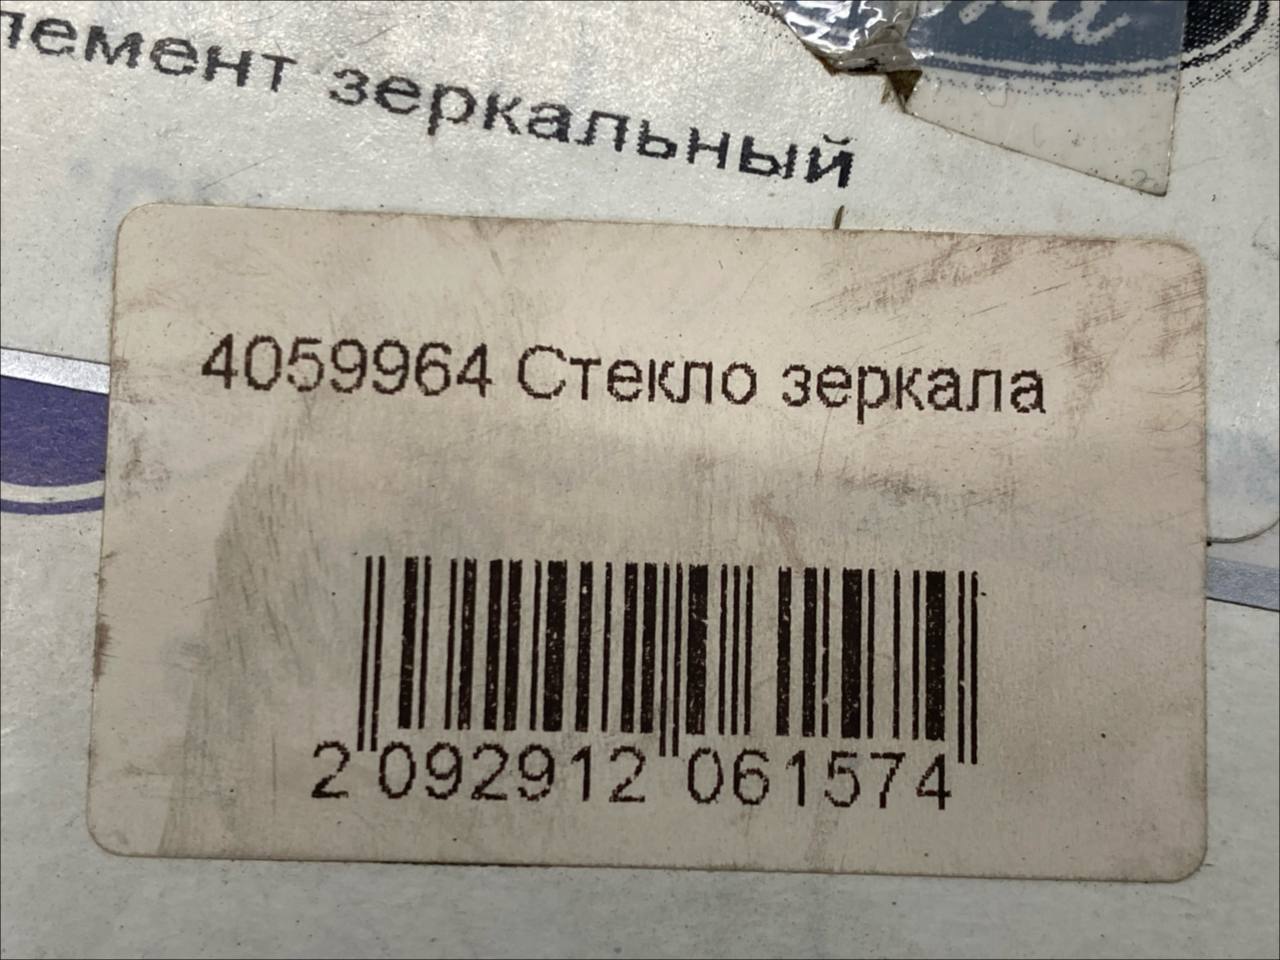 лемент зеркальный
4059964 Стекло зеркала
2 092912 061574